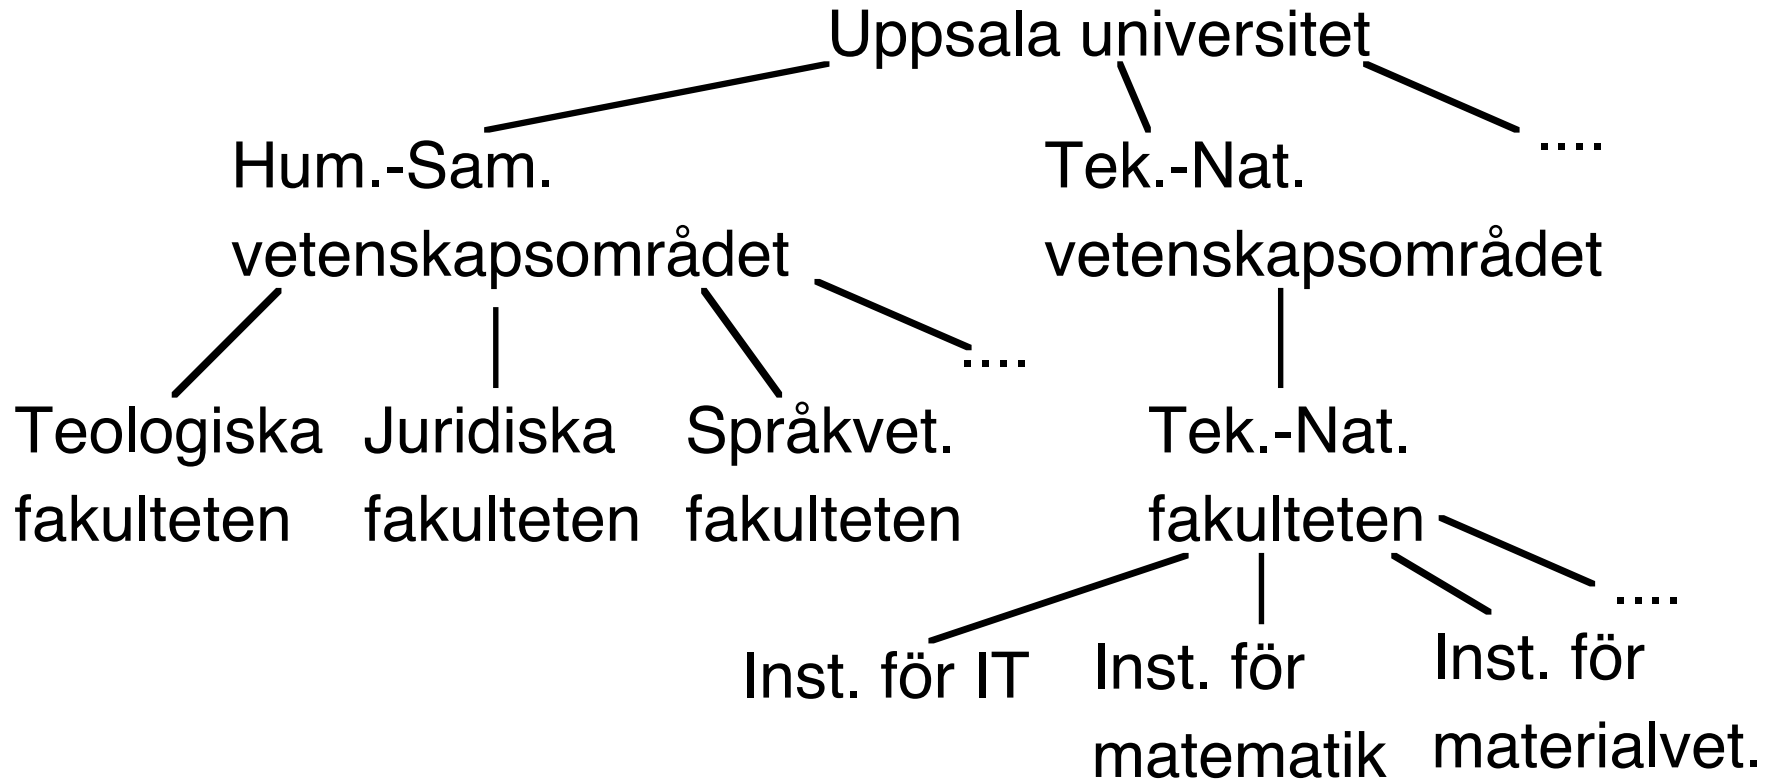 Uppsala universitet
Hum.-Sam.
vetenskapsområdet
Tek.-Nat.
vetenskapsområdet
....
Teologiska
fakulteten
Juridiska
fakulteten
Språkvet.
fakulteten
....
Tek.-Nat.
fakulteten
Inst. för IT
Inst. för
matematik
Inst. för
materialvet.
....